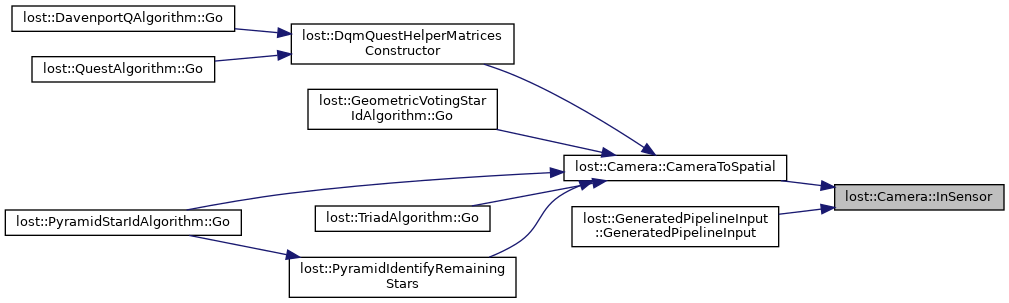 lost::DavenportQAlgorithm::Go
lost::DqmQuestHelperMatrices
Constructor
lost::QuestAlgorithm::Go
lost::GeometricVotingStar
IdAlgorithm::Go
lost::Camera::CameraToSpatial
lost::Camera::InSensor
lost::PyramidStarIdAlgorithm::Go
lost::TriadAlgorithm::Go
lost::GeneratedPipelineInput
::GeneratedPipelineInput
lost::PyramidIdentifyRemaining
Stars